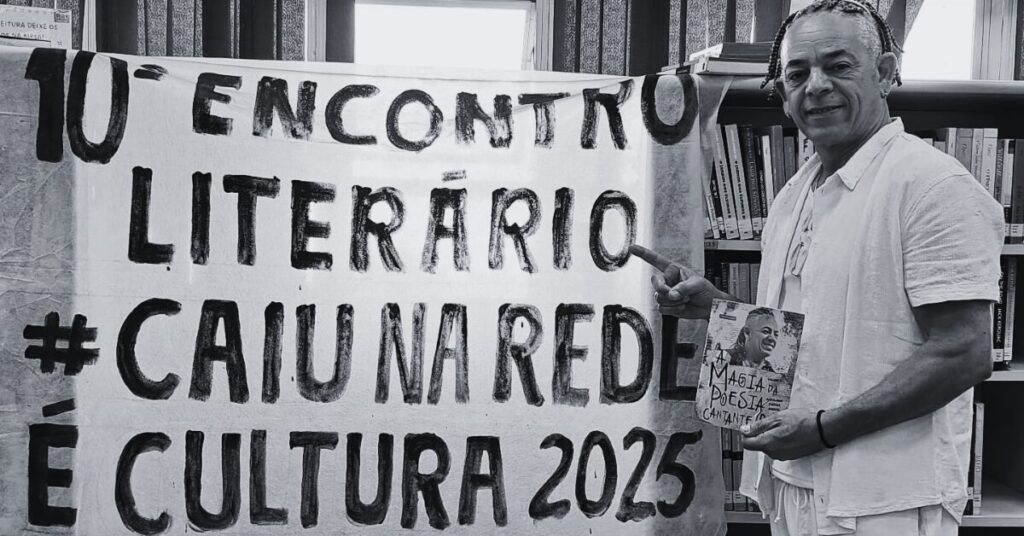 10º ENCONTRO
LITERÁRIO
#CAIU NA REDE
É CULTURA 2025
A
MAGIA DA
POESIA
CANTANTE